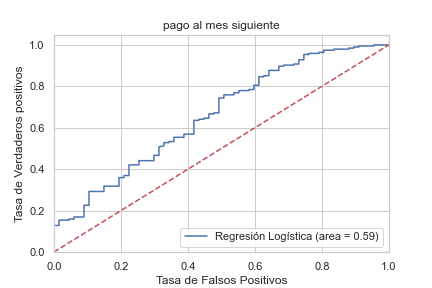 pago al mes siguiente
1.0
0.8
0.6
0.4
0.2
0.0
Tasa de Verdaderos positivos
Regresión Logística (area = 0.59)
0.0 0.2 0.4 0.6 0.8 1.0
Tasa de Falsos Positivos